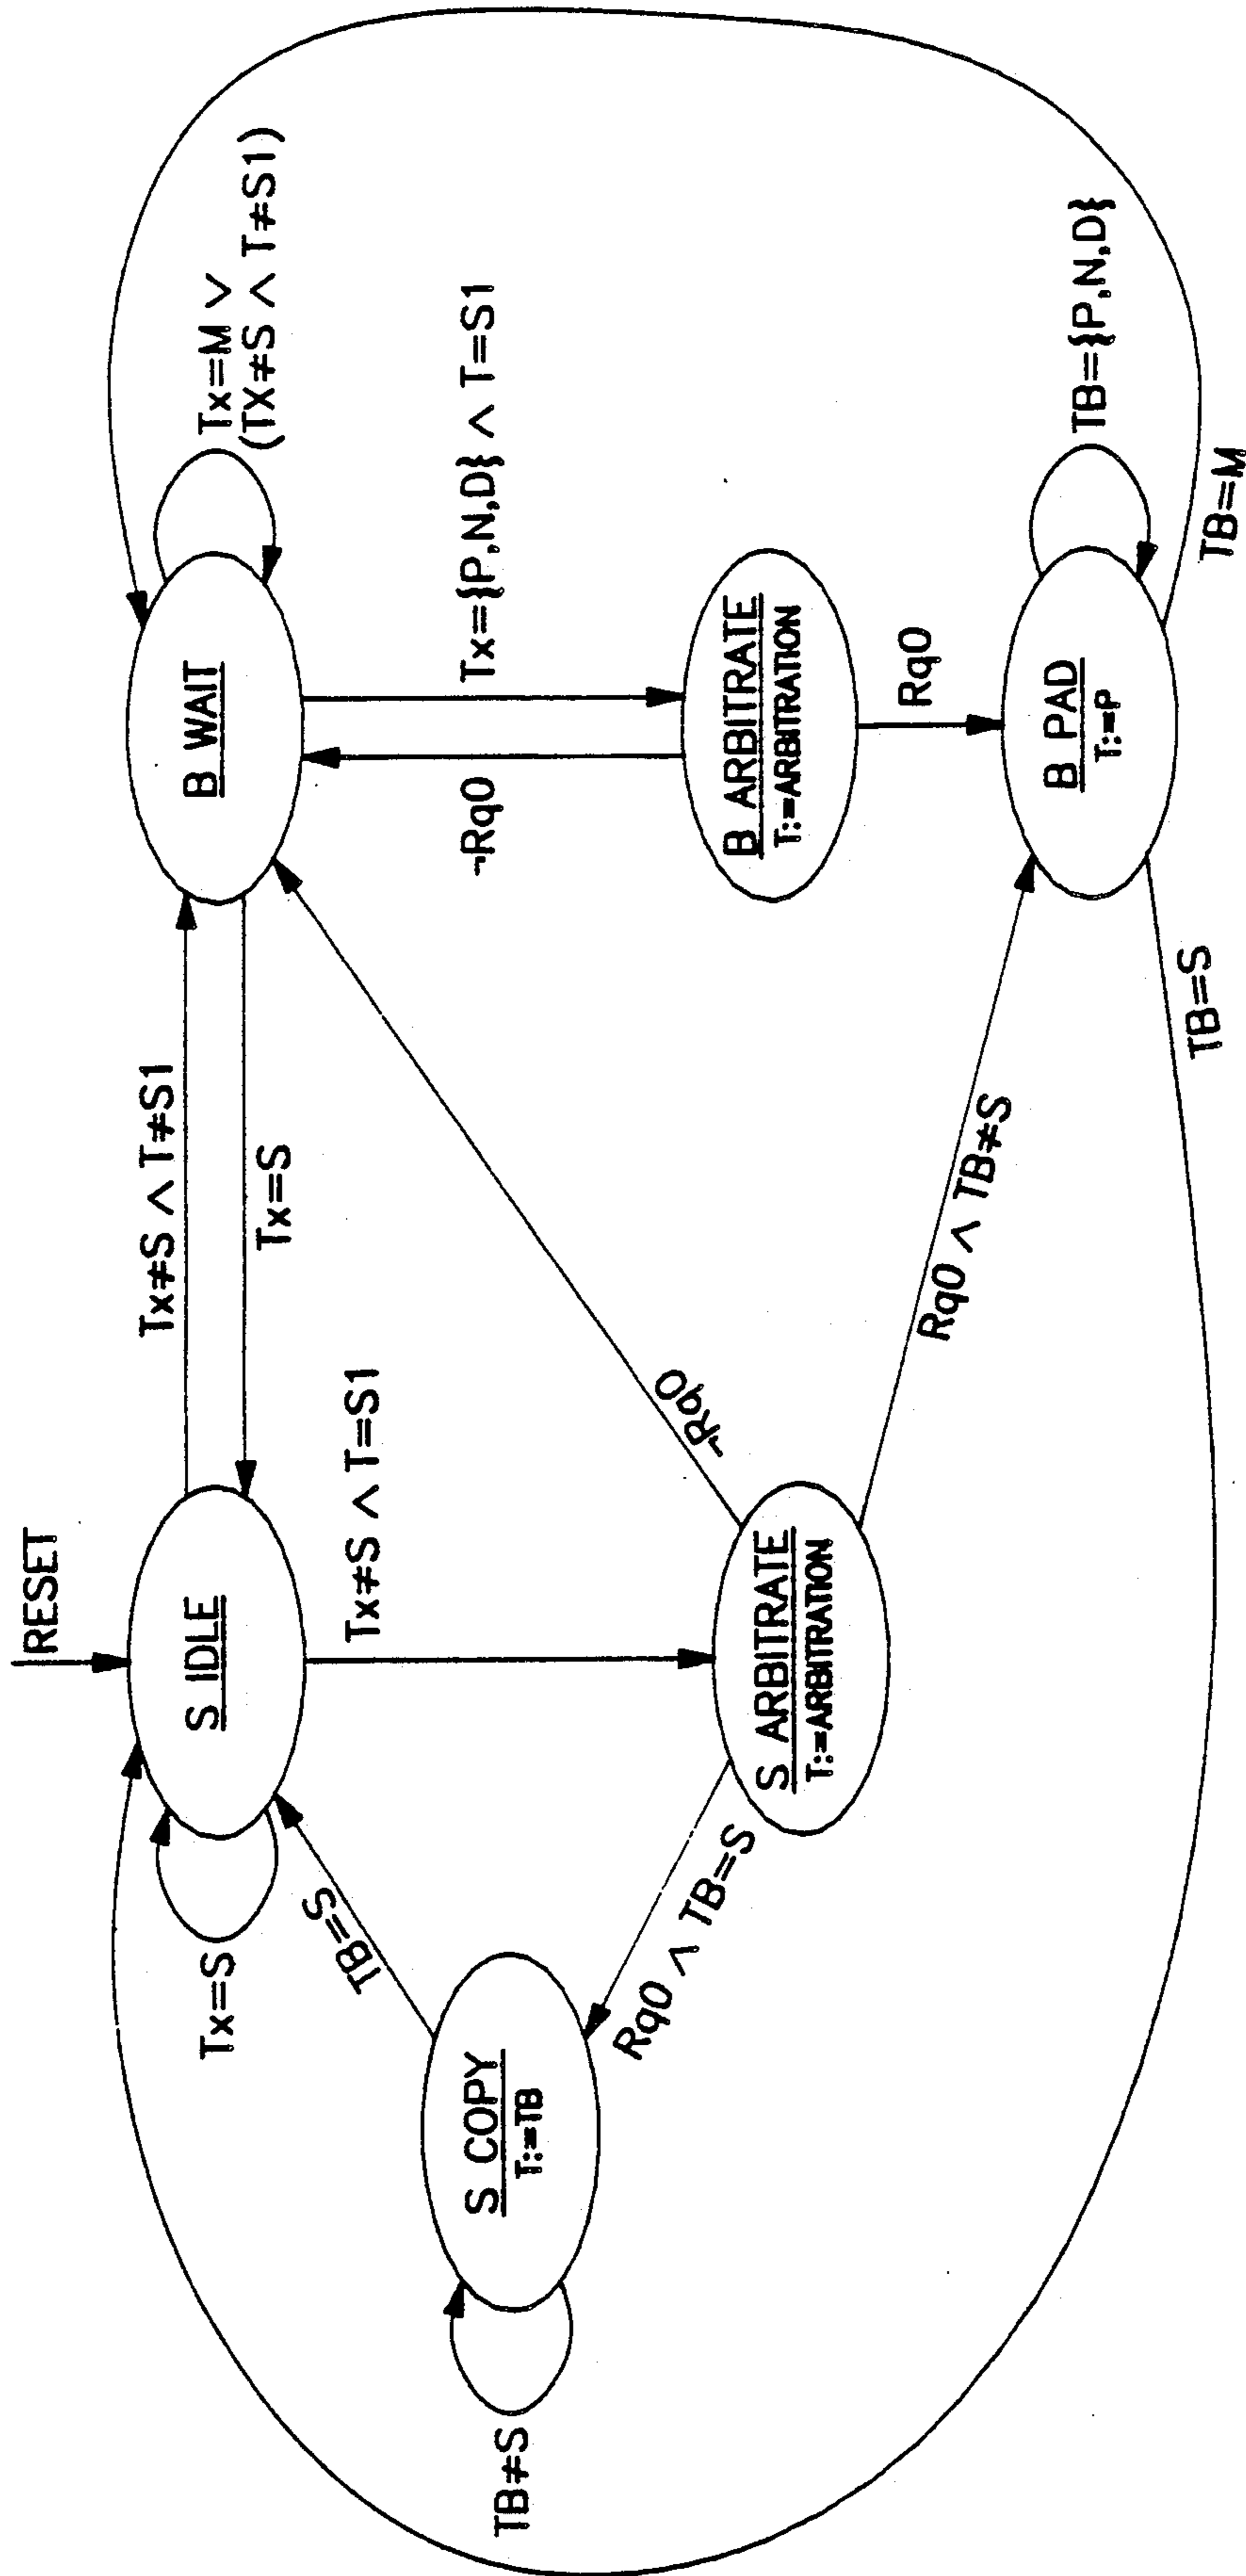 RESET
Tx=S
S IDLE
Tx≠S ∧ T≠S1
Tx=S
B WAIT
Tx=M ∨
(TX≠S ∧ T≠S1)
TB=S
Tx≠S ∧ T=S1
¬Rq0
¬Rq0
Tx={P,N,D} ∧ T=S1
TB≠S
S COPY
T:=TB
Rq0 ∧ TB=S
S ARBITRATE
T:=ARBITRATION
B ARBITRATE
T:=ARBITRATION
Rq0 ∧ TB≠S
Rq0
B PAD
T:=P
TB={P,N,D}
TB=S
TB=M